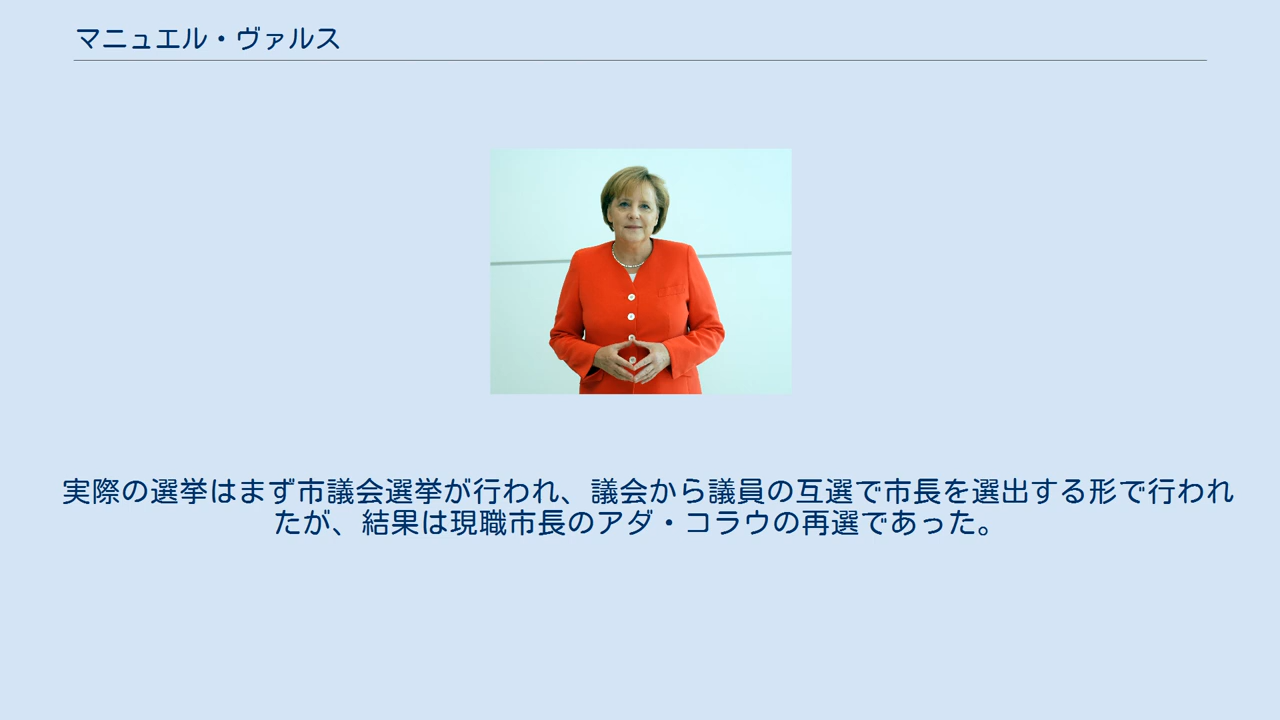 マニュエル・ヴァルス
実際の選挙はまず市議会選挙が行われ、議会から議員の互選で市長を選出する形で行われ
たが、結果は現職市長のアダ・コラウの再選であった。